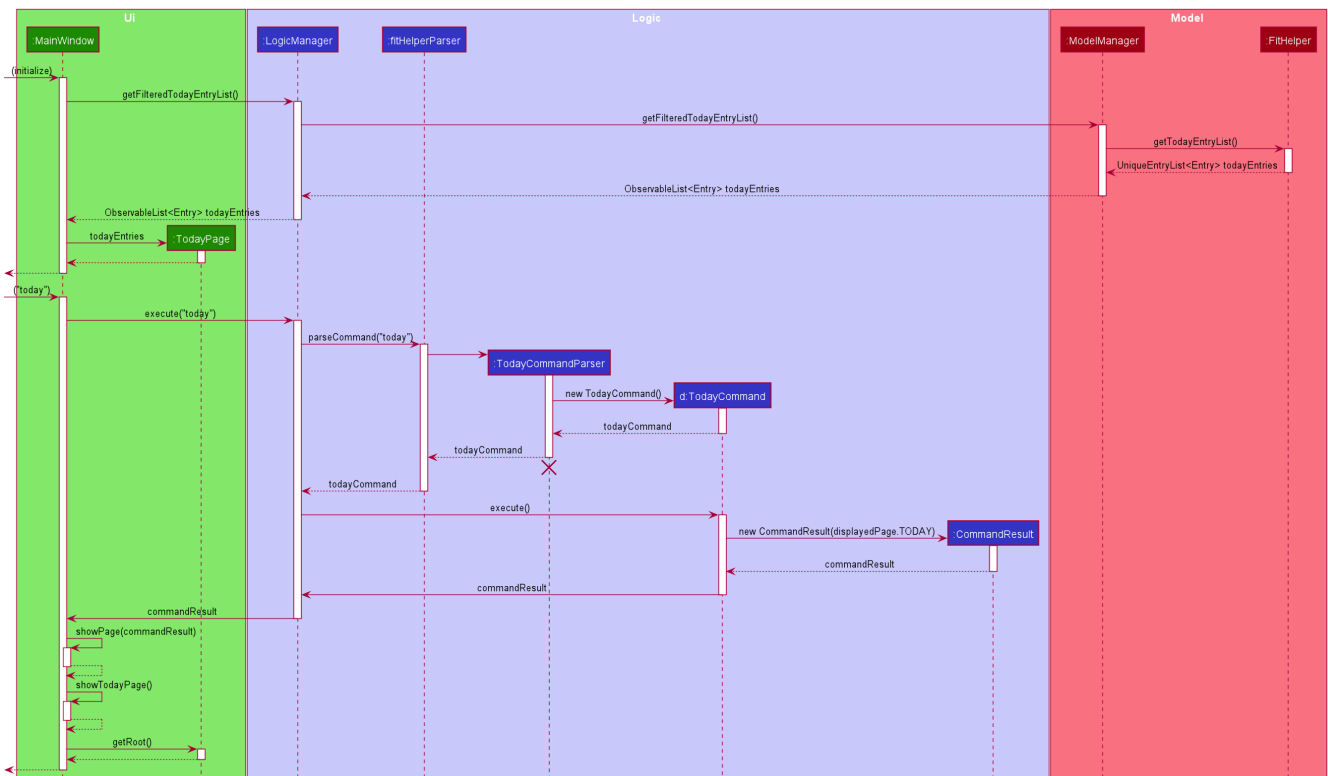 Ui
Logic
Model
:MainWindow
:LogicManager
:fitHelperParser
:ModelManager
:FitHelper
(initialize)
getFilteredTodayEntryList()
getFilteredTodayEntryList()
getTodayEntryList()
UniqueEntryList<Entry> todayEntries
ObservableList<Entry> todayEntries
ObservableList<Entry> todayEntries
todayEntries
:TodayPage
("today")
execute("today")
parseCommand("today")
:TodayCommandParser
new TodayCommand()
d:TodayCommand
todayCommand
todayCommand
todayCommand
execute()
new CommandResult(displayedPage.TODAY)
:CommandResult
commandResult
commandResult
commandResult
showPage(commandResult)
showTodayPage()
getRoot()